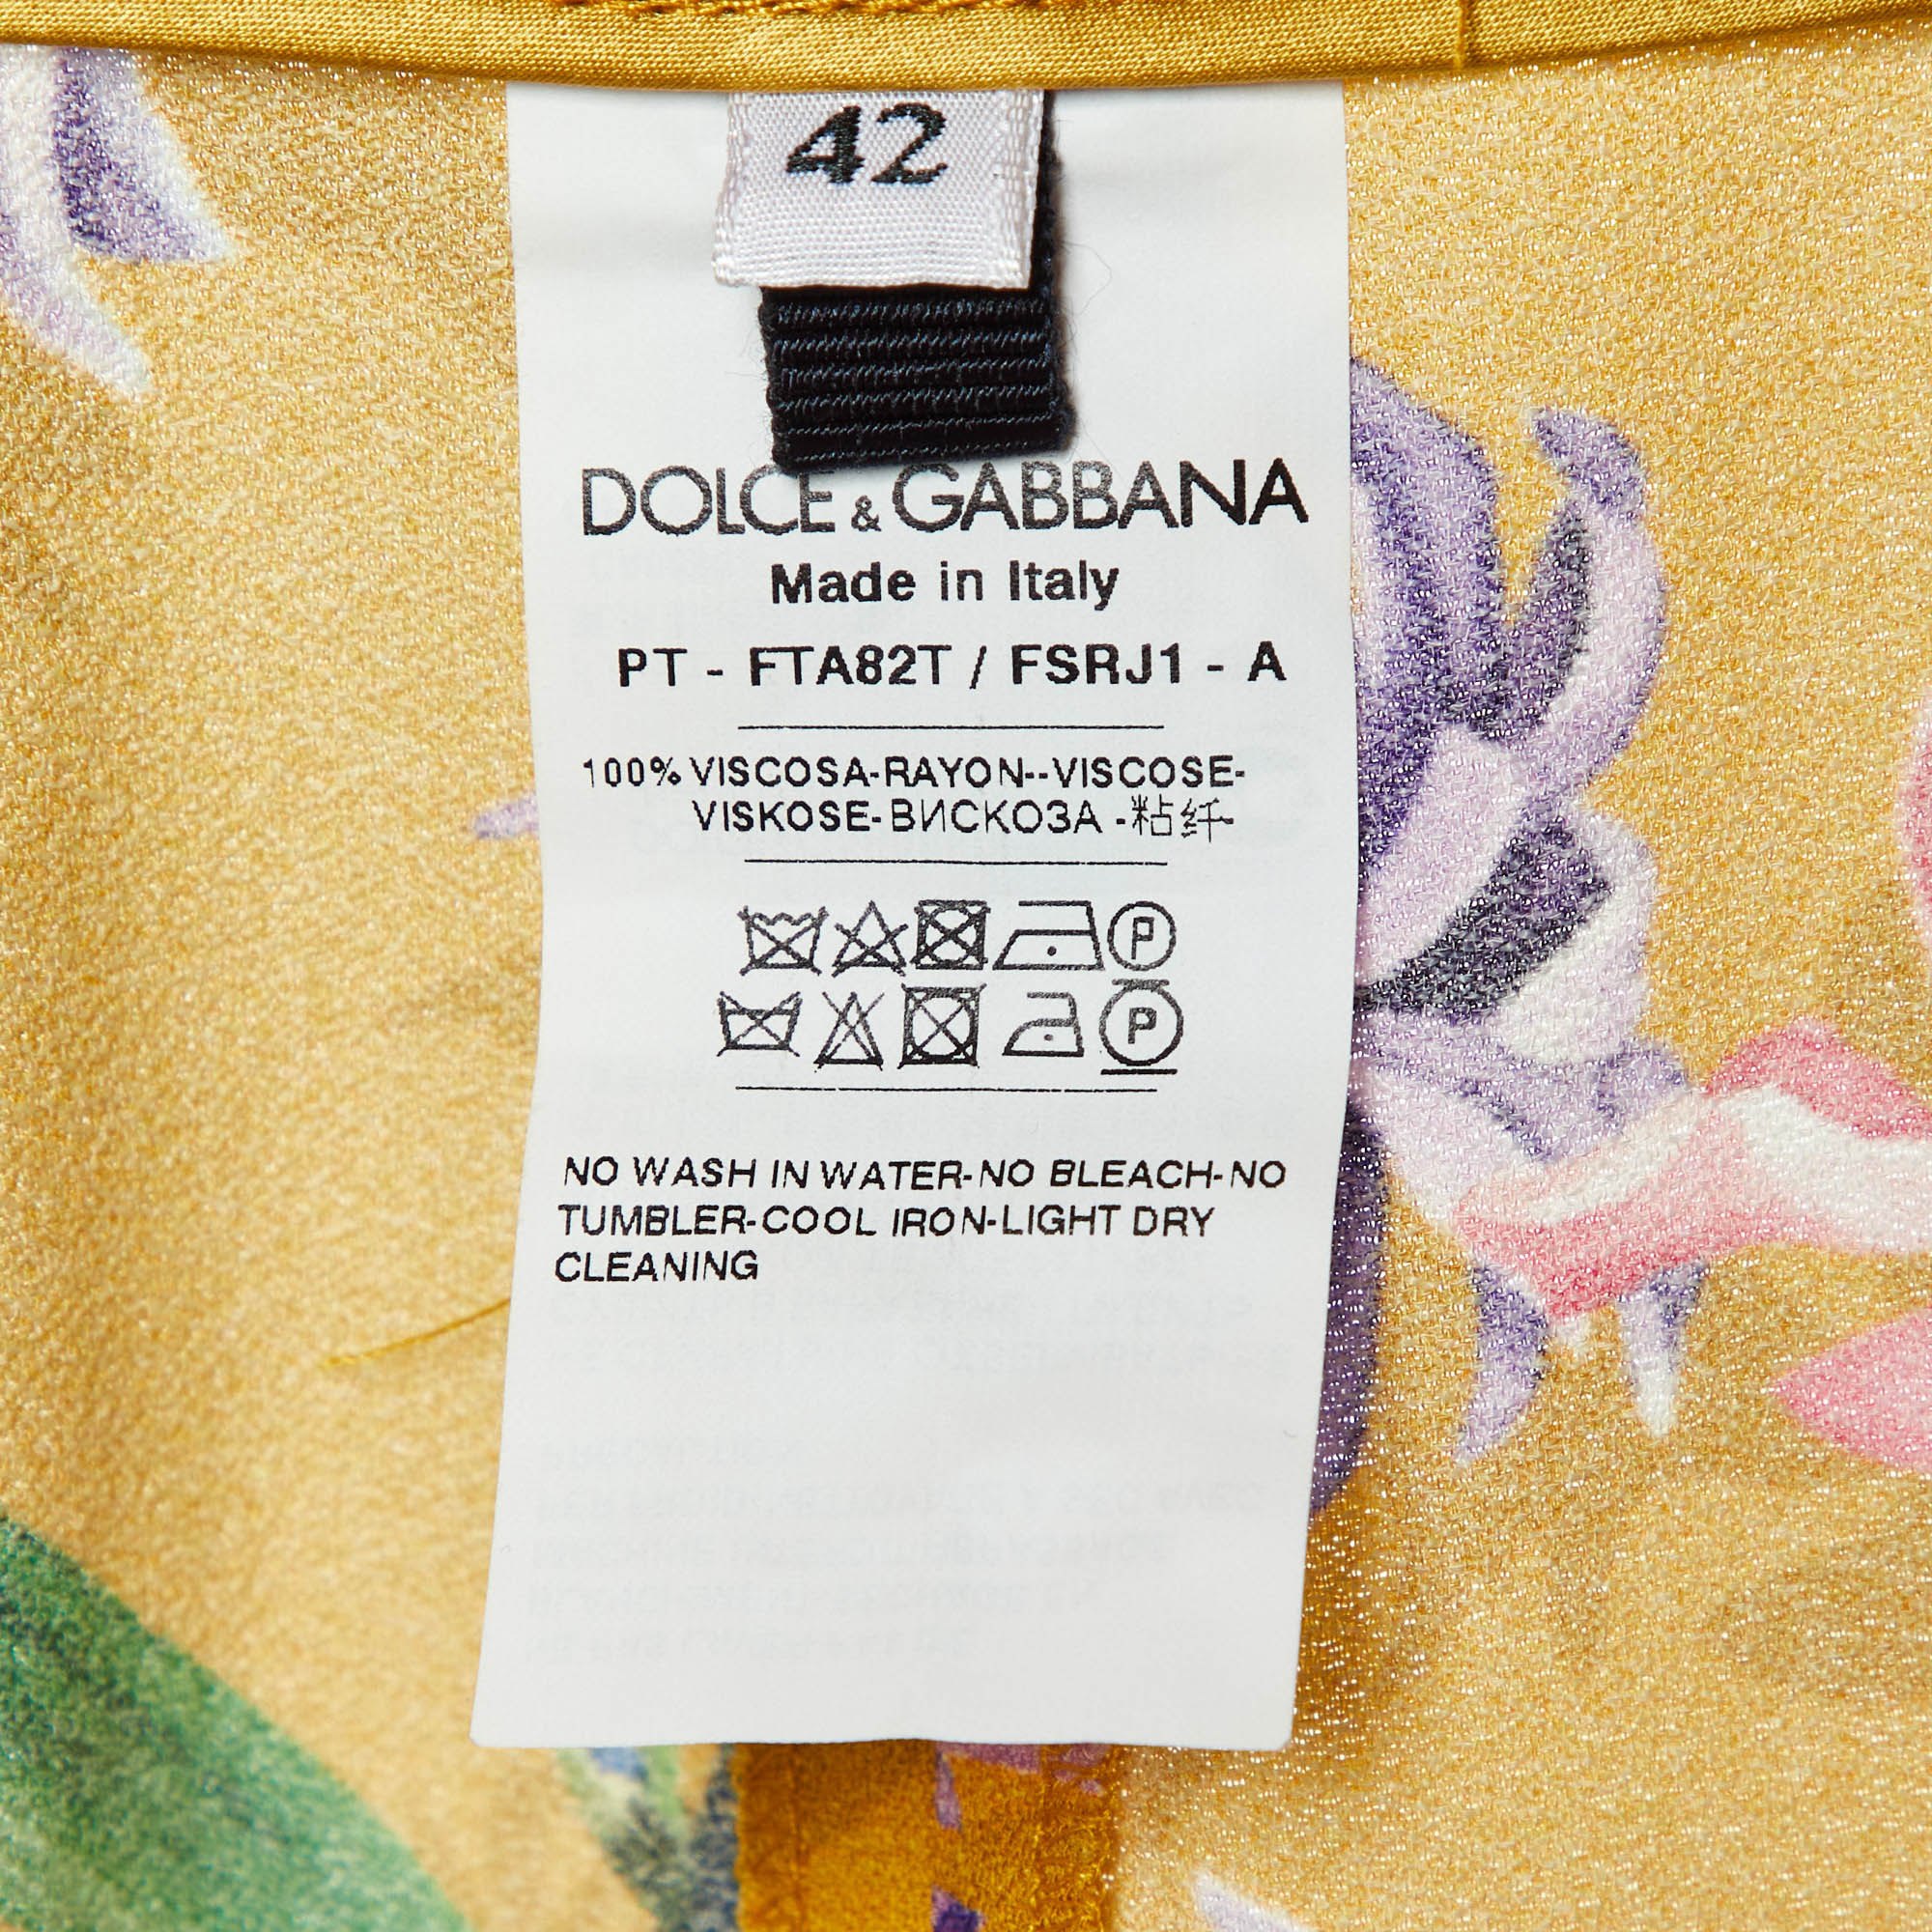 42
DOLCE & GABBANA
Made in Italy
PT - FTA82T / FSRJ1 - A
100% VISCOSA-RAYON--VISCOSE-
VISKOSE-ВИСКОЗА -粘纤-
P
P
NO WASH IN WATER-NO BLEACH-NO
TUMBLER-COOL IRON-LIGHT DRY
CLEANING